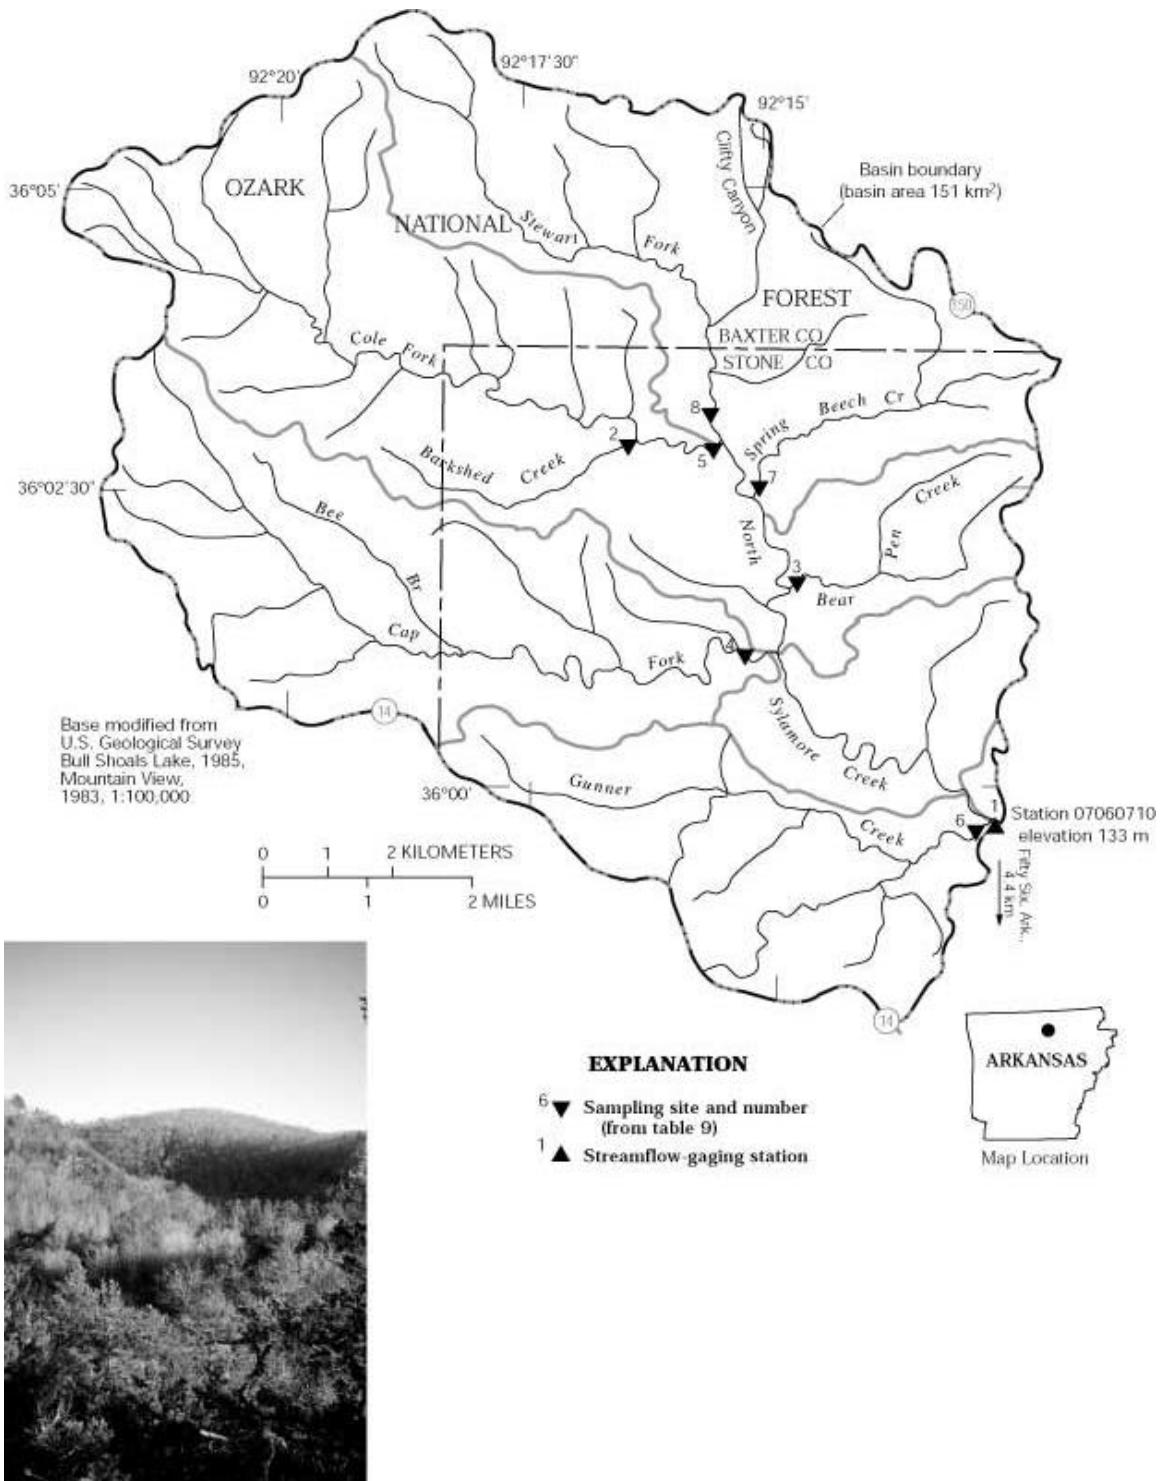 92°17'30"
92°20'
92°15'
Clifty Canyon
Basin boundary
(basin area 151 km²)
36°05'
OZARK
NATIONAL
Stewart Fork
FOREST
150
BAXTER CO
STONE CO
Cole Fork
8
Spring
Beech Cr
2
5
Barkshed Creek
7
36°02'30"
Bee Br
North
Pen Creek
3
Bear
Cap Fork
4
Sylamore Creek
14
Base modified from
U.S. Geological Survey
Bull Shoals Lake, 1985,
Mountain View,
1983, 1:100,000
36°00'
Gunner Creek
6
1
Station 07060710
elevation 133 m
Fifty Six, Ark.,
4.4 km
0 1 2 KILOMETERS
0 1 2 MILES
14
EXPLANATION
6 Sampling site and number
(from table 9)
1 Streamflow-gaging station
ARKANSAS
Map Location